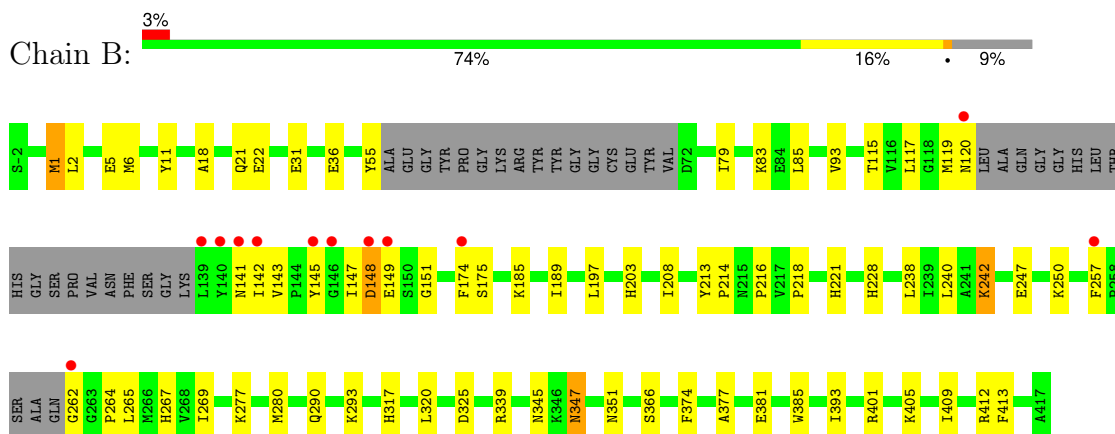 3%
Chain B:
74% 16% • 9%
S-2 M1 L2 E5 M6 Y11 A18 Q21 E22 E31 E36 Y55 ALA GLU GLY TYR PRO GLY LYS ARG TYR TYR GLY GLY CYS GLU TYR VAL D72 I79 K83 E84 L85 V93 T115 V116 L117 G118 M119 N120 LEU ALA GLN GLY GLY HIS LEU THR
HIS GLY SER PRO VAL ASN PHE SER GLY LYS L139 Y140 N141 I142 V143 P144 Y145 G146 I147 D148 E149 S150 G151 F174 S175 K185 I189 L197 H203 I208 Y213 P214 N215 P216 V217 P218 H221 H228 L238 I239 L240 A241 K242 E247 K250 F257 P258
SER ALA GLN G262 G263 P264 L265 M266 H267 V268 I269 K277 M280 Q290 K293 H317 L320 D325 R339 N345 K346 N347 N351 S366 F374 A377 E381 W385 I393 R401 K405 I409 R412 F413 A417